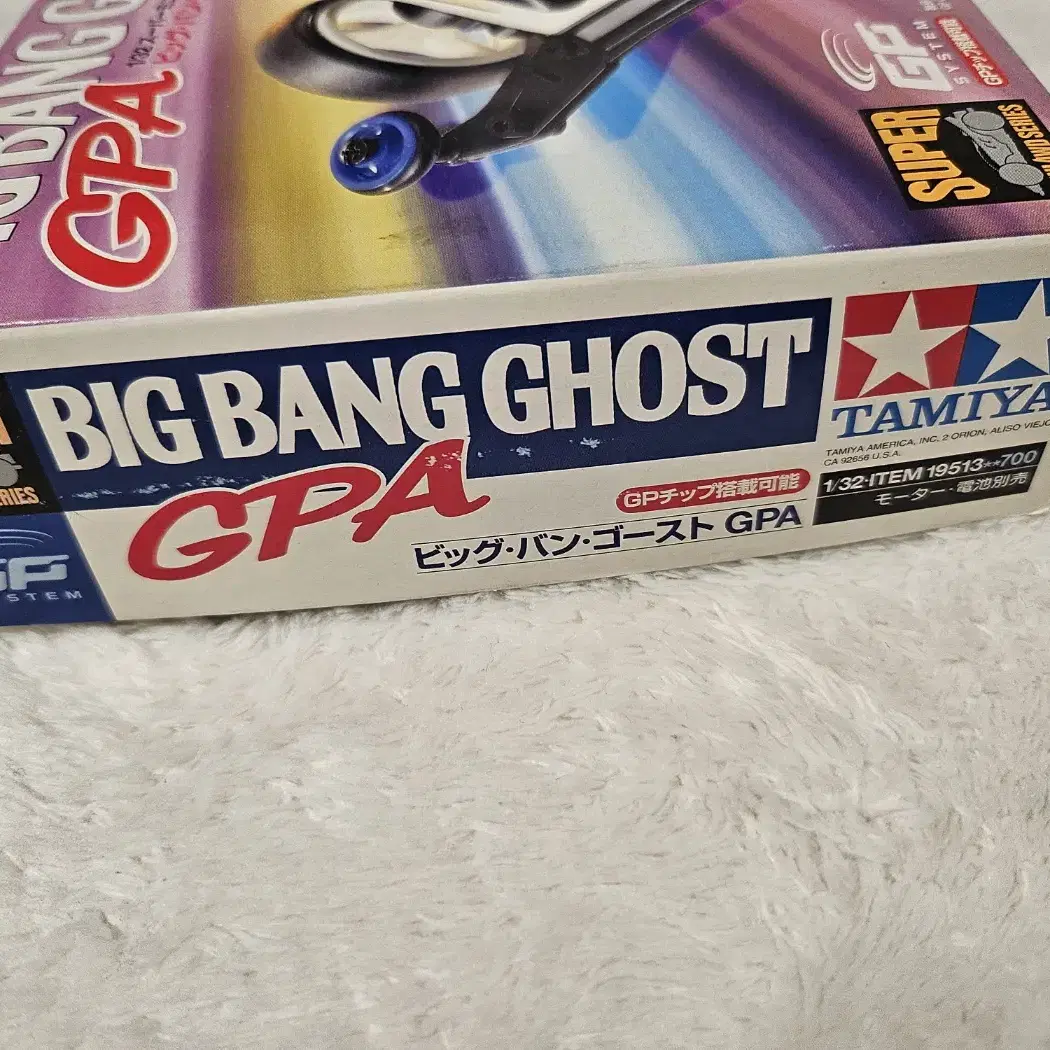 BANG G
GPA
GP
SYSTEM
SUPER
BIG BANG GHOST
GPA
GPチップ搭載可能
ビッグ・バン・ゴースト GPA
TAMIYA
TAMIYA AMERICA, INC. 2 ORION, ALISO VIEJO
CA 92656 U.S.A.
1/32・ITEM 19513★★700
モーター・電池別売